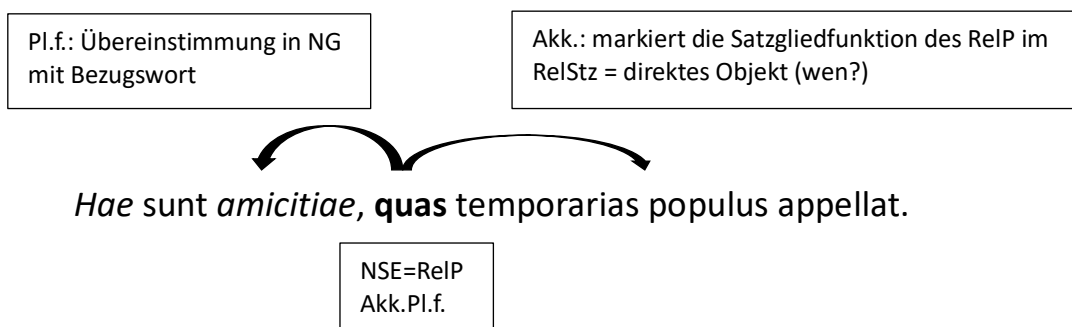 Pl.f.: Übereinstimmung in NG
mit Bezugswort
Akk.: markiert die Satzgliedfunktion des RelP im
RelStz = direktes Objekt (wen?)
Hae sunt amicitiae, quas temporarias populus appellat.
NSE=RelP
Akk.Pl.f.